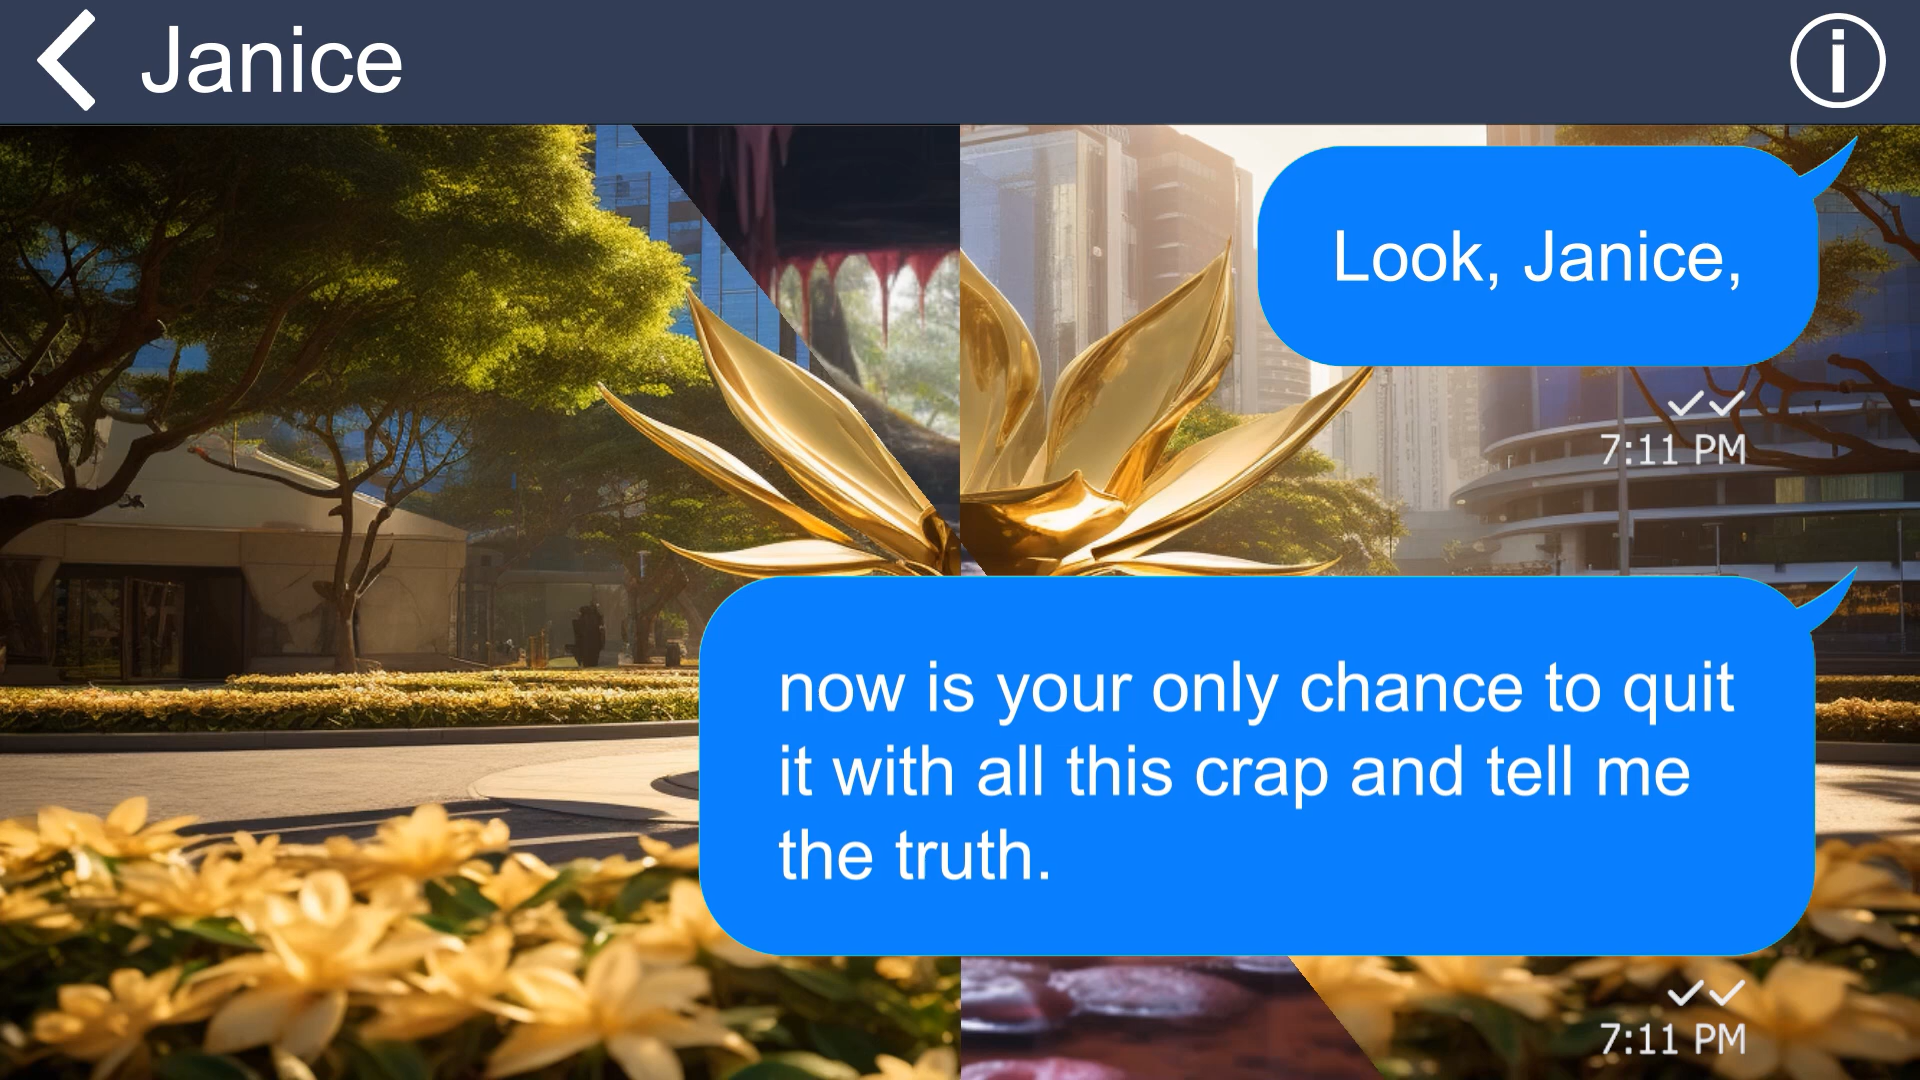 Janice
Look, Janice,
7:11 PM
now is your only chance to quit
it with all this crap and tell me
the truth.
7:11 PM